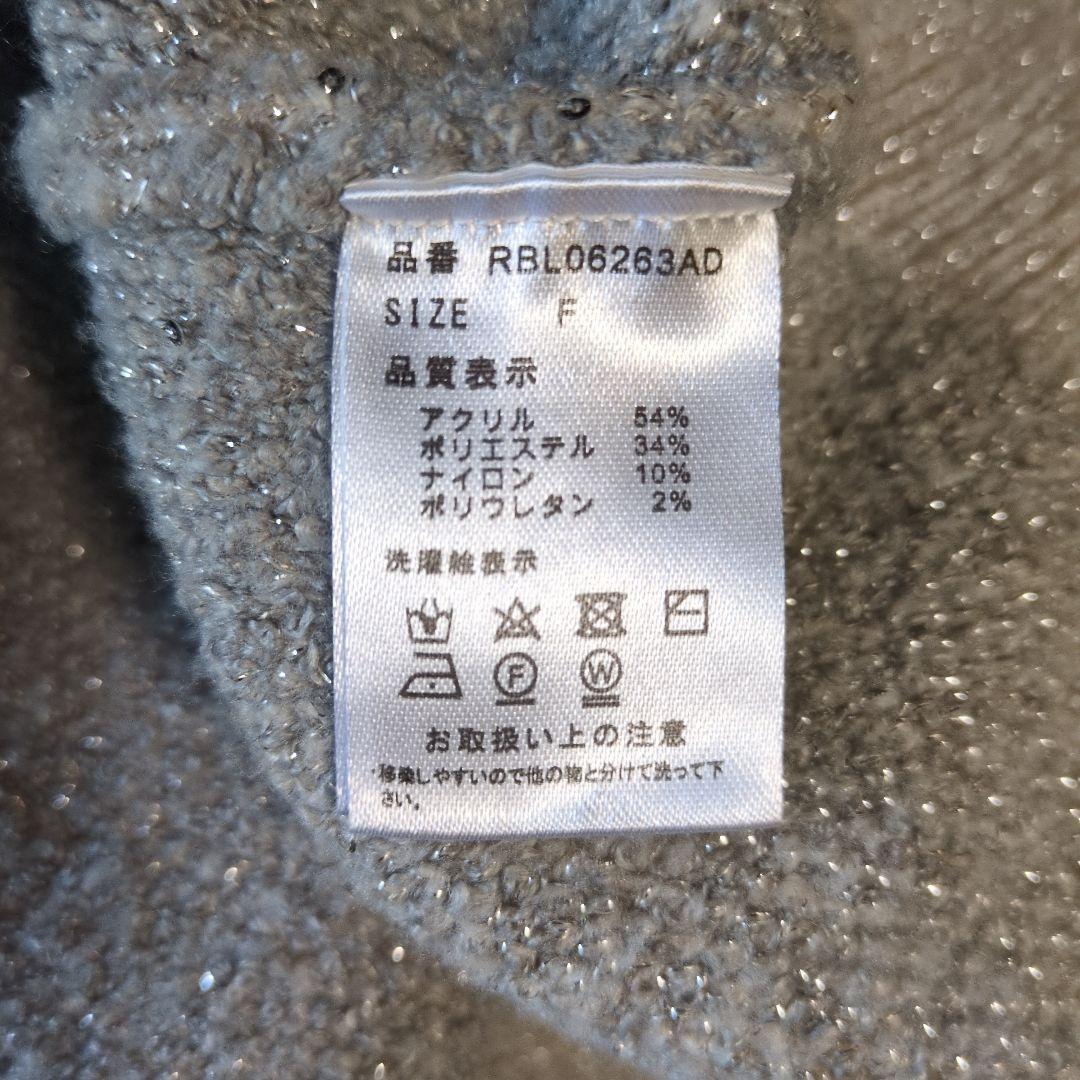 品番 RBL06263AD
SIZE F
品質表示
アクリル 54%
ポリエステル 34%
ナイロン 10%
ポリウレタン 2%
洗濯絵表示
F W
お取扱い上の注意
・移染しやすいので他の物と分けて洗って下
さい。